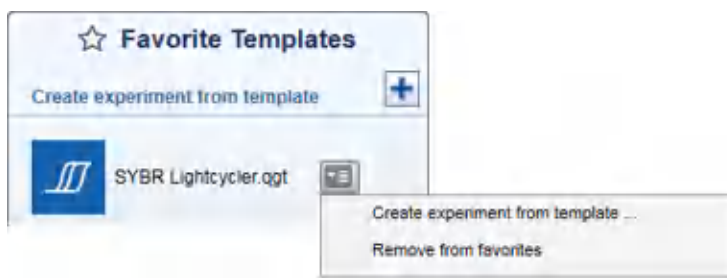 Favorite Templates
Create experiment from template
SYBR Lightcycler.qgt
Create experiment from template ...
Remove from favorites